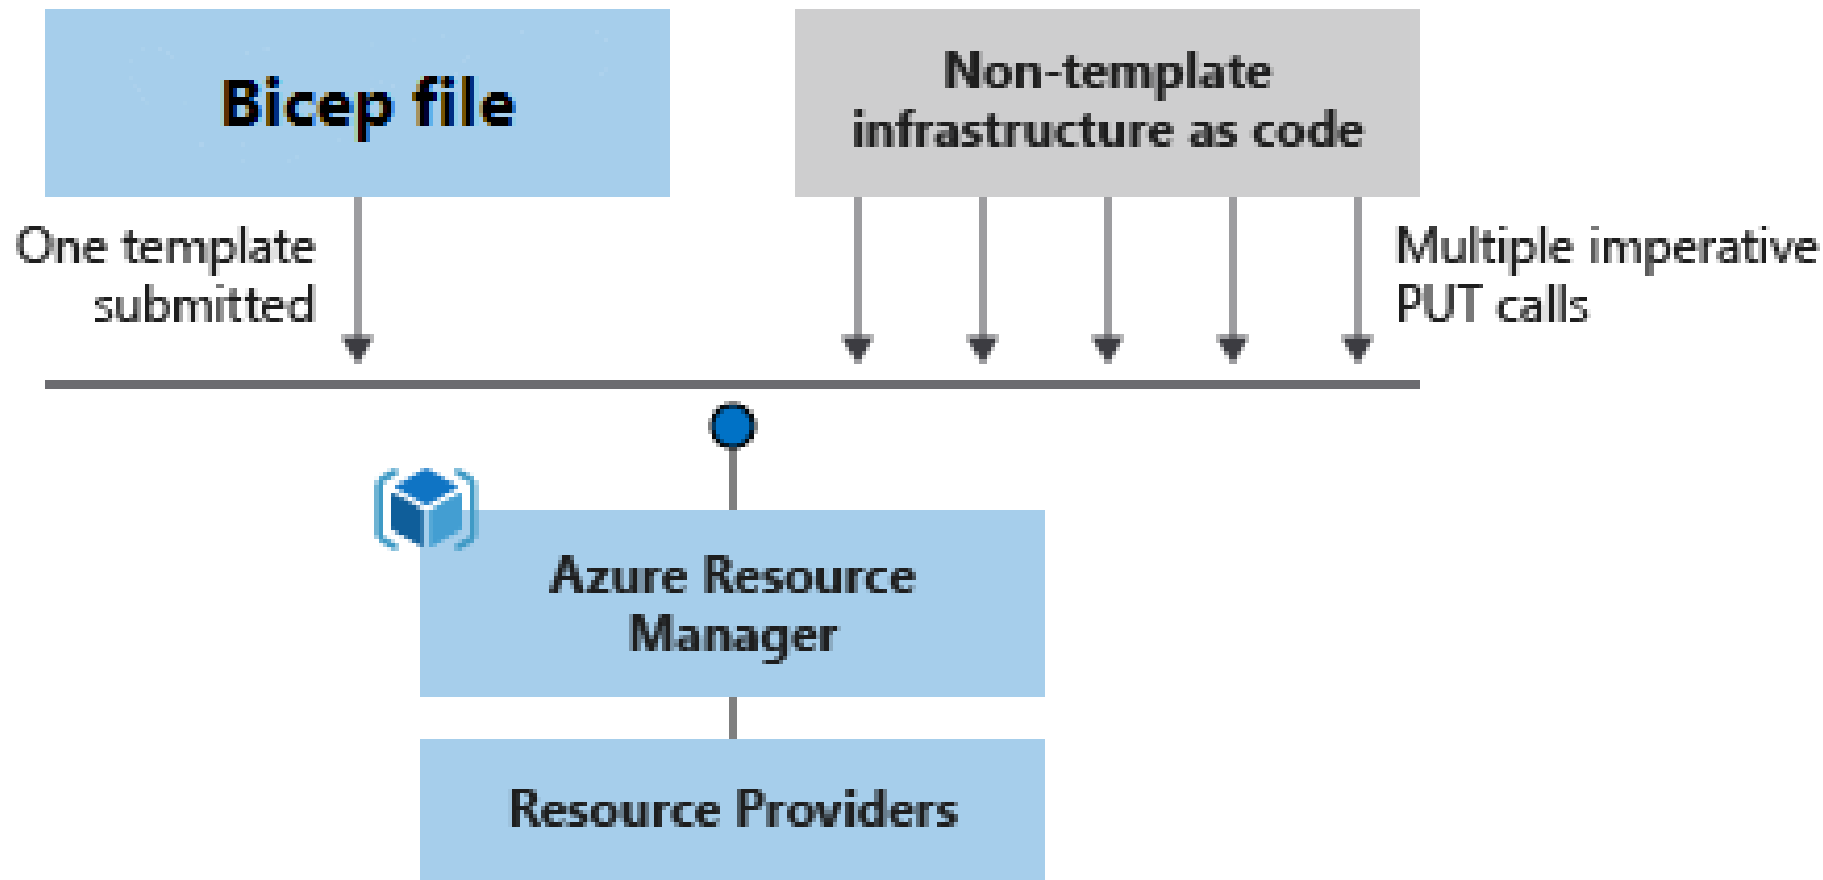 Bicep file
Non-template
infrastructure as code
One template
submitted
Multiple imperative
PUT calls
Azure Resource
Manager
Resource Providers